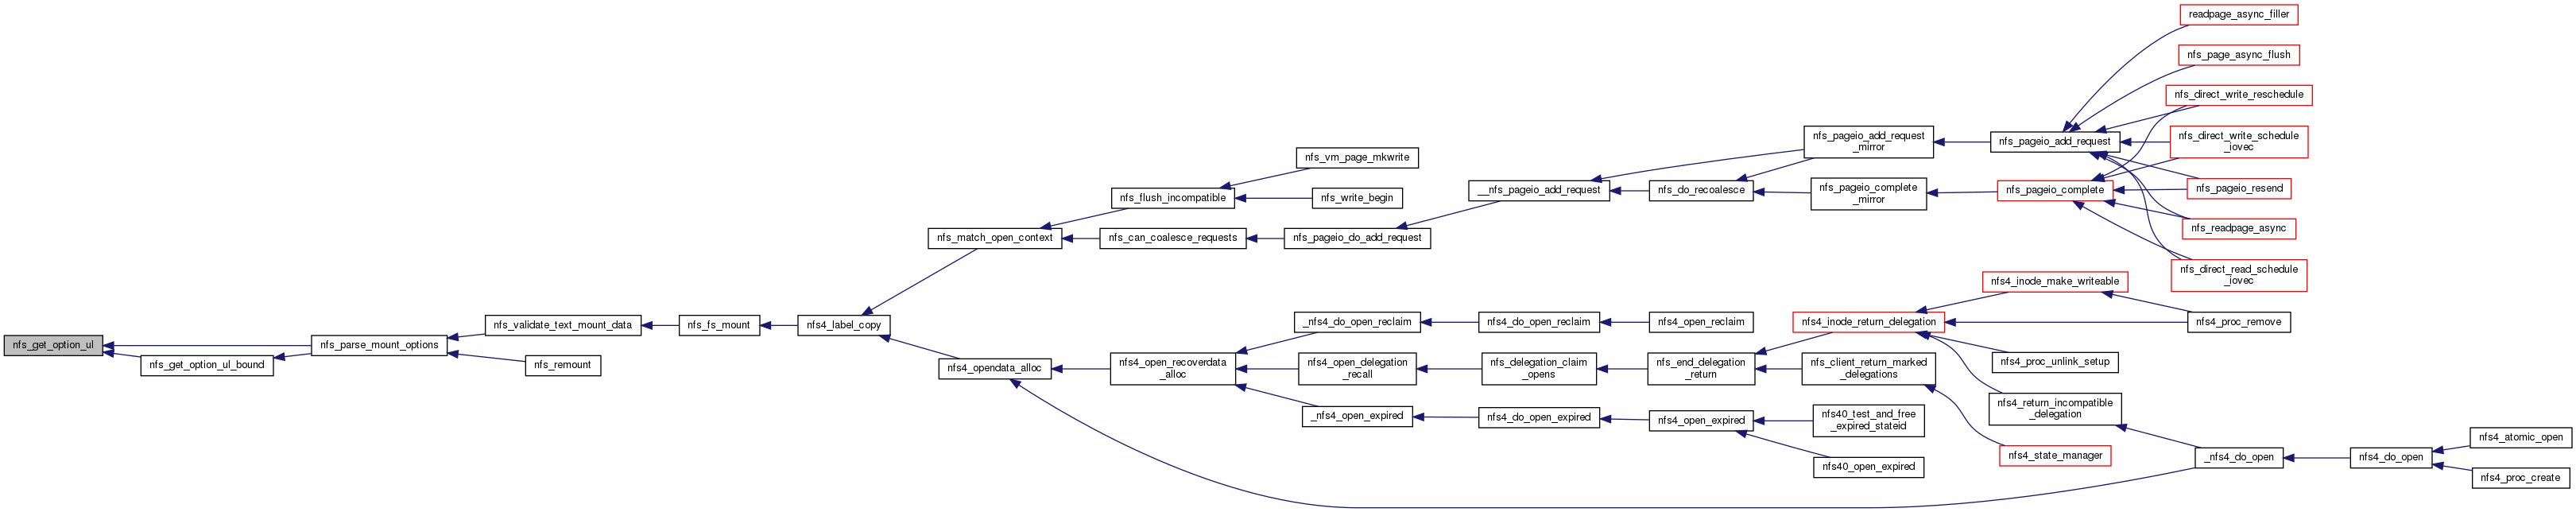 readpage_async_filler
nfs_page_async_flush
nfs_direct_write_reschedule
nfs_pageio_add_request
_mirror
nfs_pageio_add_request
nfs_direct_write_schedule
_iovec
nfs_vm_page_mkwrite
nfs_flush_incompatible
nfs_write_begin
__nfs_pageio_add_request
nfs_do_recoalesce
nfs_pageio_complete
_mirror
nfs_pageio_complete
nfs_pageio_resend
nfs_match_open_context
nfs_can_coalesce_requests
nfs_pageio_do_add_request
nfs_readpage_async
nfs_direct_read_schedule
_iovec
nfs4_inode_make_writeable
nfs_get_option_ul
nfs_get_option_ul_bound
nfs_parse_mount_options
nfs_validate_text_mount_data
nfs_remount
nfs_fs_mount
nfs4_label_copy
_nfs4_do_open_reclaim
nfs4_do_open_reclaim
nfs4_open_reclaim
nfs4_inode_return_delegation
nfs4_proc_remove
nfs4_opendata_alloc
nfs4_open_recoverdata
_alloc
nfs4_open_delegation
_recall
nfs_delegation_claim
_opens
nfs_end_delegation
_return
nfs_client_return_marked
_delegations
nfs4_proc_unlink_setup
_nfs4_open_expired
nfs4_do_open_expired
nfs4_open_expired
nfs40_test_and_free
_expired_stateid
nfs4_return_incompatible
_delegation
nfs40_open_expired
nfs4_state_manager
_nfs4_do_open
nfs4_do_open
nfs4_atomic_open
nfs4_proc_create